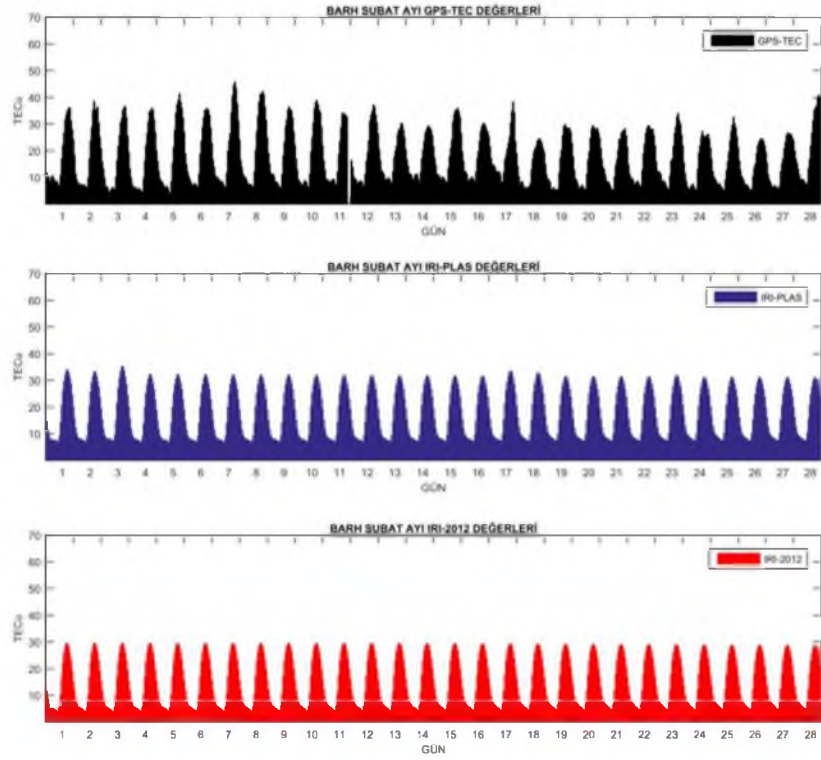 BARH SUBAT AYI GPS-TEC DEĞERLERİ
70
60
50
40
30
20
10
TECu
GPS-TEC
1 2 3 4 5 6 7 8 9 10 11 12 13 14 15 16 17 18 19 20 21 22 23 24 25 26 27 28
GÜN
BARH SUBAT AYI IRI-PLAS DEĞERLERİ
70
60
50
40
30
20
10
TECu
IRI-PLAS
1 2 3 4 5 6 7 8 9 10 11 12 13 14 15 16 17 18 19 20 21 22 23 24 25 26 27 28
GÜN
BARH SUBAT AYI IRI-2012 DEĞERLERİ
70
60
50
40
30
20
10
TECu
IRI-2012
1 2 3 4 5 6 7 8 9 10 11 12 13 14 15 16 17 18 19 20 21 22 23 24 25 26 27 28
GÜN